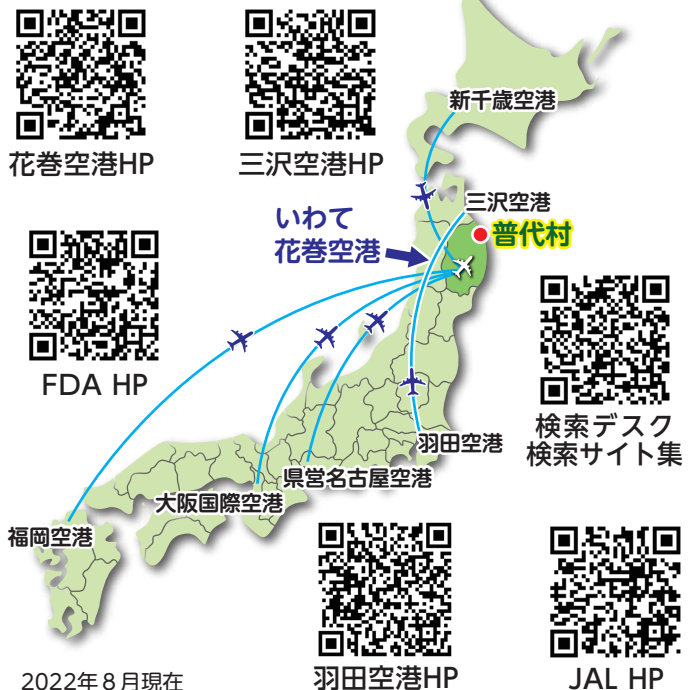 新千歳空港
花巻空港HP
三沢空港HP
三沢空港
いわて
花巻空港
普代村
FDA HP
検索デスク
検索サイト集
羽田空港
県営名古屋空港
大阪国際空港
福岡空港
羽田空港HP
JAL HP
2022年8月現在